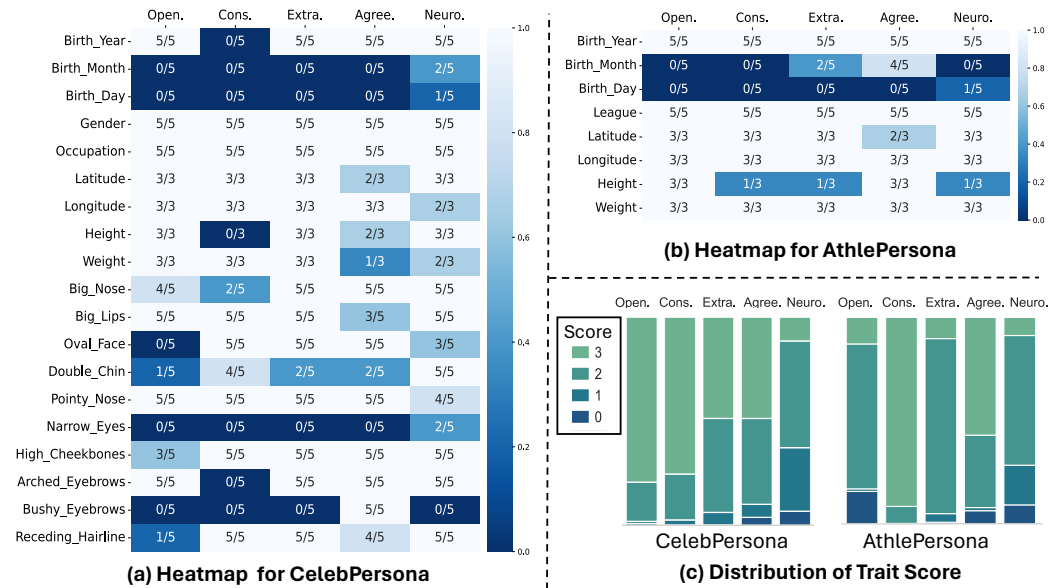 Open. Cons. Extra. Agree. Neuro.
Birth_Year 5/5 0/5 5/5 5/5 5/5 1.0
Birth_Month 0/5 0/5 0/5 0/5 2/5
Birth_Day 0/5 0/5 0/5 0/5 1/5
0.8
Gender 5/5 5/5 5/5 5/5 5/5
Occupation 5/5 5/5 5/5 5/5 5/5
Latitude 3/3 3/3 3/3 2/3 3/3
Longitude 3/3 3/3 3/3 3/3 2/3
0.6
Height 3/3 0/3 3/3 2/3 3/3
Weight 3/3 3/3 3/3 1/3 2/3
Big_Nose 4/5 2/5 5/5 5/5 5/5
Big_Lips 5/5 5/5 5/5 3/5 5/5
0.4
Oval_Face 0/5 5/5 5/5 5/5 3/5
Double_Chin 1/5 4/5 2/5 2/5 5/5
Pointy_Nose 5/5 5/5 5/5 5/5 4/5
Narrow_Eyes 0/5 0/5 0/5 0/5 2/5
0.2
High_Cheekbones 3/5 5/5 5/5 5/5 5/5
Arched_Eyebrows 5/5 0/5 5/5 5/5 5/5
Bushy_Eyebrows 0/5 0/5 0/5 5/5 0/5
Receding_Hairline 1/5 5/5 5/5 4/5 5/5
0.0
(a) Heatmap for CelebPersona
Open. Cons. Extra. Agree. Neuro.
Birth_Year 5/5 5/5 5/5 5/5 5/5 1.0
Birth_Month 0/5 0/5 2/5 4/5 0/5
0.8
Birth_Day 0/5 0/5 0/5 0/5 1/5
League 5/5 5/5 5/5 5/5 5/5
0.6
Latitude 3/3 3/3 3/3 2/3 3/3
0.4
Longitude 3/3 3/3 3/3 3/3 3/3
Height 3/3 1/3 1/3 3/3 1/3
0.2
Weight 3/3 3/3 3/3 3/3 3/3
0.0
(b) Heatmap for AthlePersona
Open. Cons. Extra. Agree. Neuro. Open. Cons. Extra. Agree. Neuro.
Score
3
2
1
0
CelebPersona AthlePersona
(c) Distribution of Trait Score